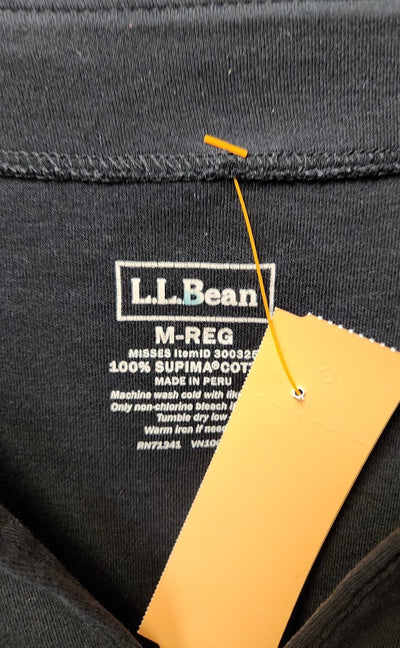 L.L.Bean
M-REG
MISSES ItemID 300325
100% SUPIMA®COT
MADE IN PERU
Machine wash cold with
Only non-chlorine bleach
Tumble dry low
Warm iron if
RN71341 VN100